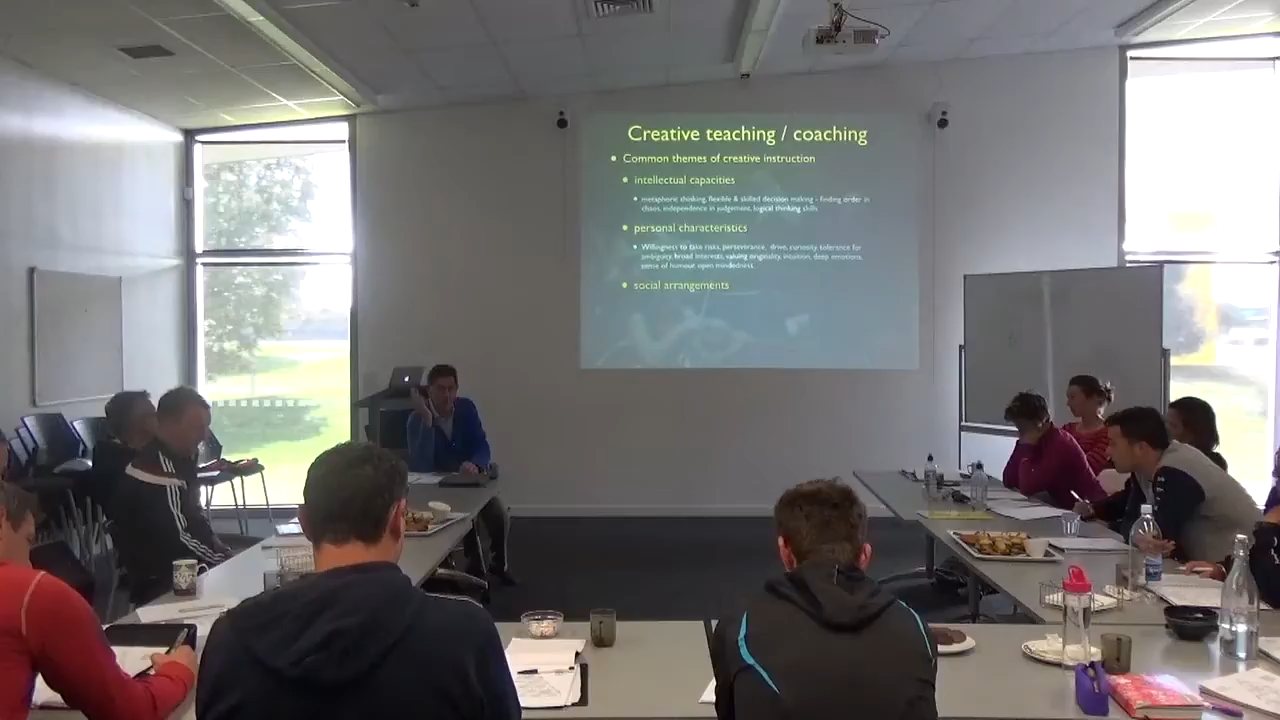 Creative teaching / coaching
Common themes of creative instruction
intellectual capacities
metaphoric thinking, flexible & skilled decision making - finding order in
chaos, independence in judgement, logical thinking skills
personal characteristics
Willingness to take risks, perseverance, drive, curiosity, tolerance for
ambiguity, broad interests, valuing originality, intuition, deep emotions,
sense of humour, open mindedness.
social arrangements